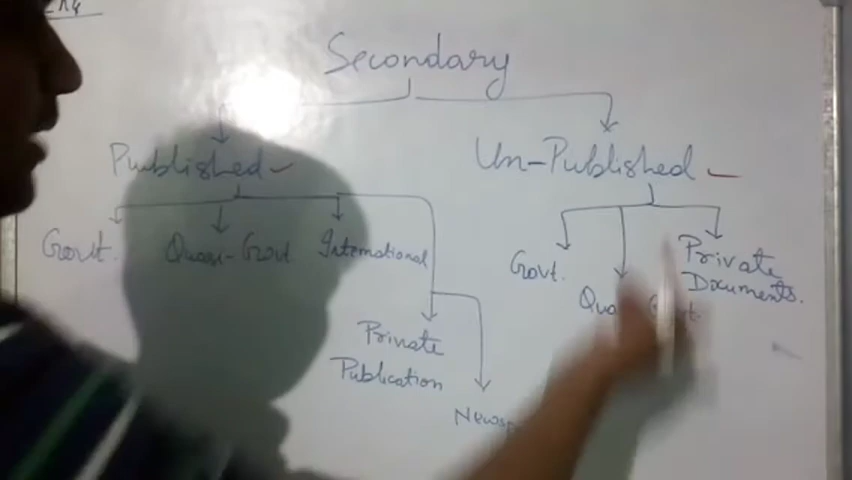 Secondary
Published
Un-Published
Govt.
Quasi-Govt
International
Govt.
Private
Documents.
Private
Publication